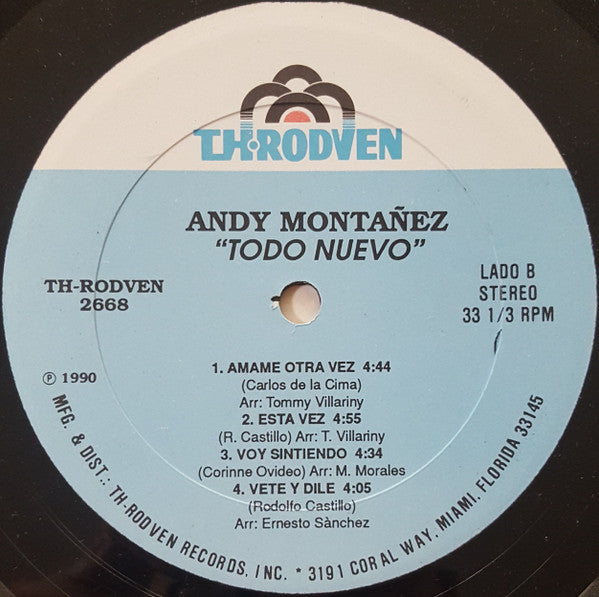 TH·RODVEN
ANDY MONTAÑEZ
"TODO NUEVO"
TH-RODVEN
2668
LADO B
STEREO
33 1/3 RPM
℗ 1990
1. AMAME OTRA VEZ 4:44
(Carlos de la Cima)
Arr: Tommy Villariny
2. ESTA VEZ 4:55
(R. Castillo) Arr: T. Villariny
3. VOY SINTIENDO 4:34
(Corinne Ovideo) Arr: M. Morales
4. VETE Y DILE 4:05
(Rodolfo Castillo)
Arr: Ernesto Sànchez
MFG. & DIST.: TH-RODVEN RECORDS, INC. * 3191 CORAL WAY, MIAMI, FLORIDA 33145